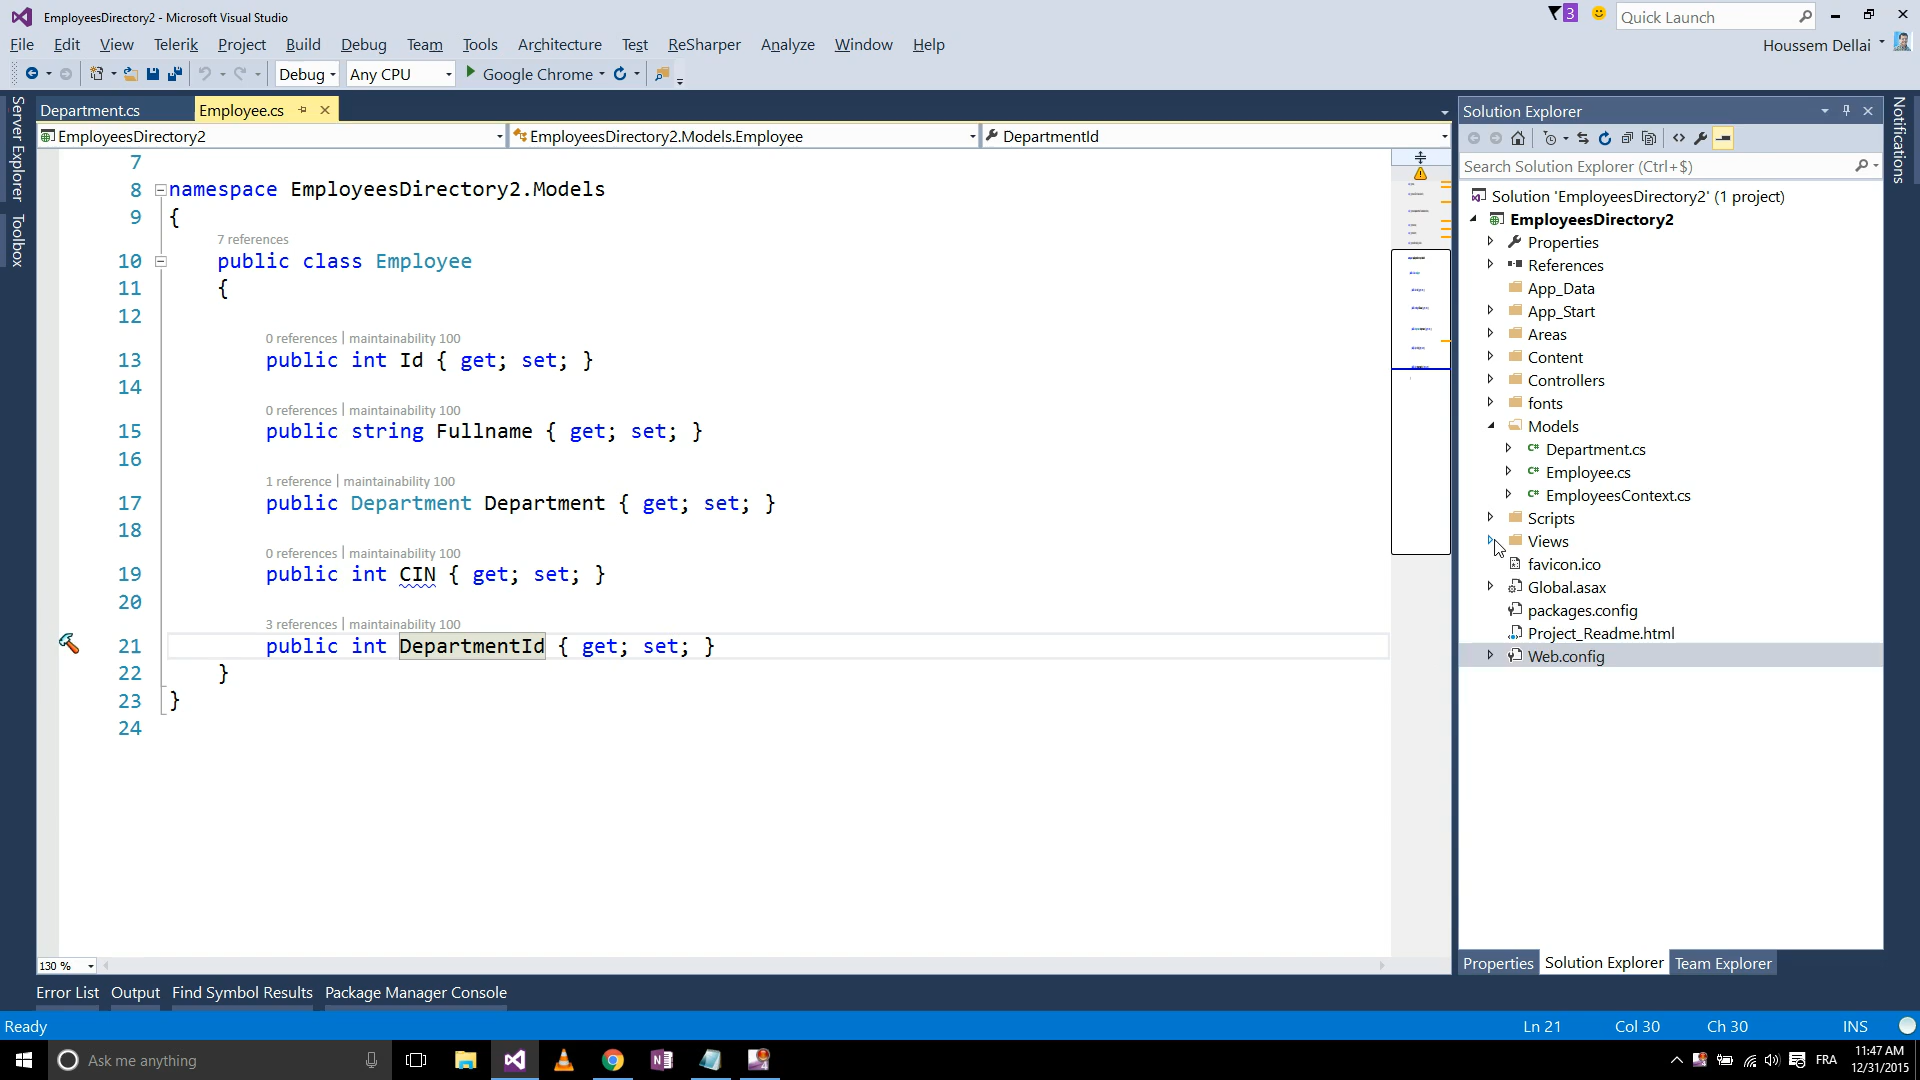 EmployeesDirectory2 - Microsoft Visual Studio
3
Quick Launch
File Edit View Telerik Project Build Debug Team Tools Architecture Test ReSharper Analyze Window Help
Houssem Dellai
Debug Any CPU Google Chrome
Server Explorer
Toolbox
Department.cs Employee.cs
EmployeesDirectory2 EmployeesDirectory2.Models.Employee DepartmentId
7
8 namespace EmployeesDirectory2.Models
9 {
7 references
10 public class Employee
11 {
12
0 references | maintainability 100
13 public int Id { get; set; }
14
0 references | maintainability 100
15 public string Fullname { get; set; }
16
1 reference | maintainability 100
17 public Department Department { get; set; }
18
0 references | maintainability 100
19 public int CIN { get; set; }
20
3 references | maintainability 100
21 public int DepartmentId { get; set; }
22 }
23 }
24
130 %
Solution Explorer
Search Solution Explorer (Ctrl+$)
Solution 'EmployeesDirectory2' (1 project)
EmployeesDirectory2
Properties
References
App_Data
App_Start
Areas
Content
Controllers
fonts
Models
C# Department.cs
C# Employee.cs
C# EmployeesContext.cs
Scripts
Views
favicon.ico
Global.asax
packages.config
Project_Readme.html
Web.config
Properties Solution Explorer Team Explorer
Notifications
Error List Output Find Symbol Results Package Manager Console
Ready Ln 21 Col 30 Ch 30 INS
Ask me anything
FRA
11:47 AM
12/31/2015